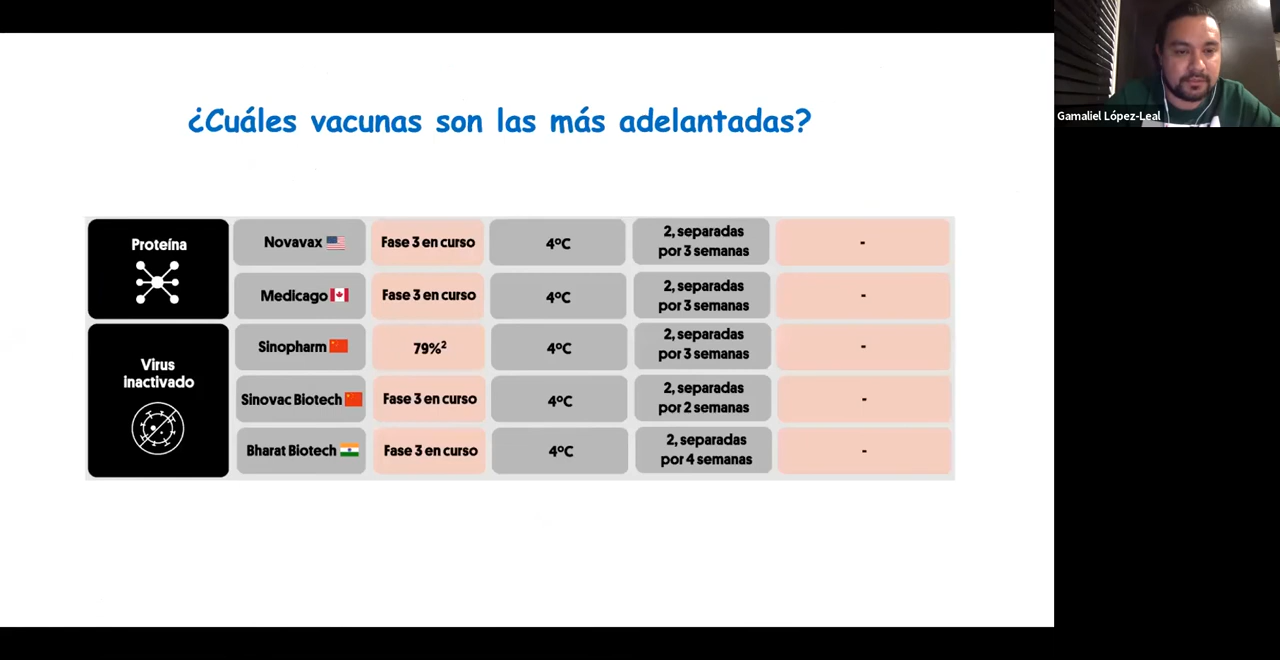 ¿Cuáles vacunas son las más adelantadas?
Gamaliel López-Leal
Proteína
Novavax
Fase 3 en curso
4ºC
2, separadas
por 3 semanas
-
Medicago
Fase 3 en curso
4ºC
2, separadas
por 3 semanas
-
Virus
inactivado
Sinopharm
79%²
4ºC
2, separadas
por 3 semanas
-
Sinovac Biotech
Fase 3 en curso
4ºC
2, separadas
por 2 semanas
-
Bharat Biotech
Fase 3 en curso
4ºC
2, separadas
por 4 semanas
-